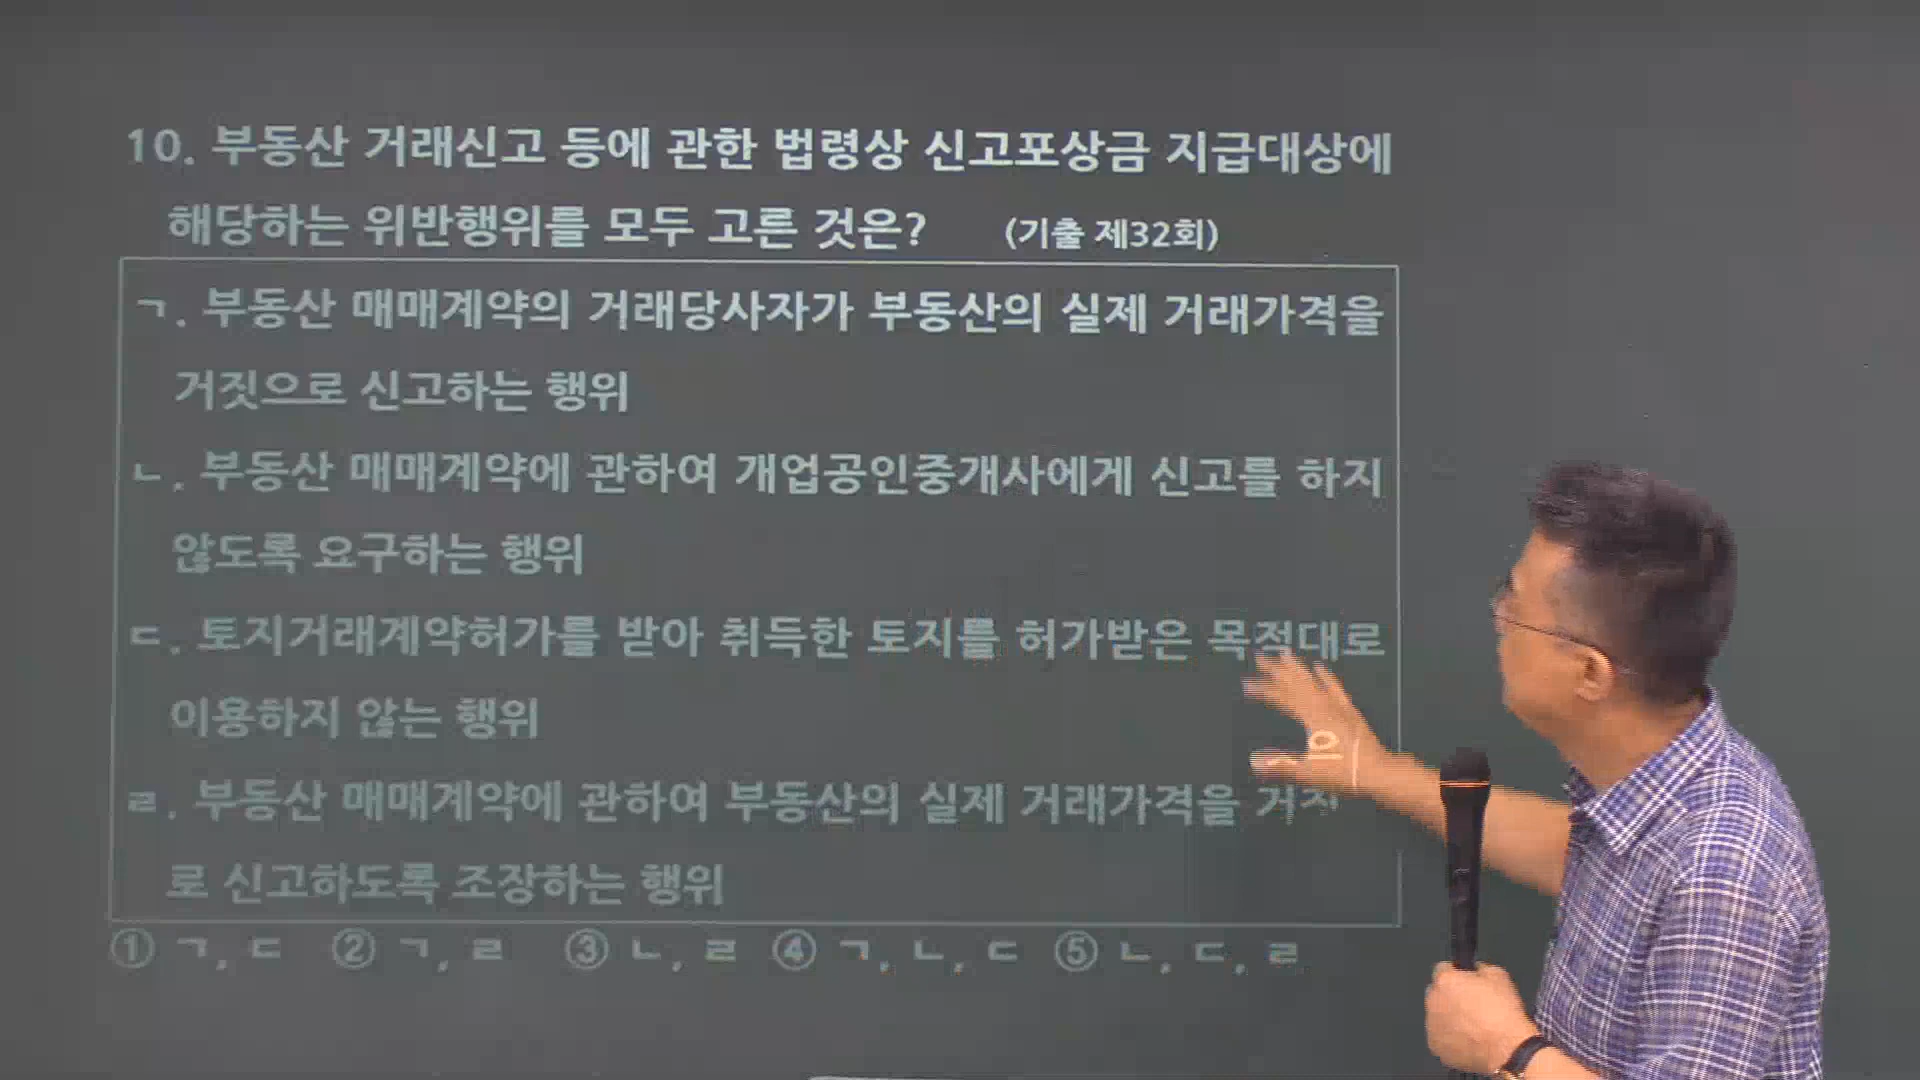 10. 부동산 거래신고 등에 관한 법령상 신고포상금 지급대상에
해당하는 위반행위를 모두 고른 것은? (기출 제32회)
ㄱ. 부동산 매매계약의 거래당사자가 부동산의 실제 거래가격을
거짓으로 신고하는 행위
ㄴ. 부동산 매매계약에 관하여 개업공인중개사에게 신고를 하지
않도록 요구하는 행위
ㄷ. 토지거래계약허가를 받아 취득한 토지를 허가받은 목적대로
이용하지 않는 행위
ㄹ. 부동산 매매계약에 관하여 부동산의 실제 거래가격을
로 신고하도록 조장하는 행위
① ㄱ, ㄷ ② ㄱ, ㄹ ③ ㄴ, ㄹ ④ ㄱ, ㄴ, ㄷ ⑤ ㄴ, ㄷ, ㄹ